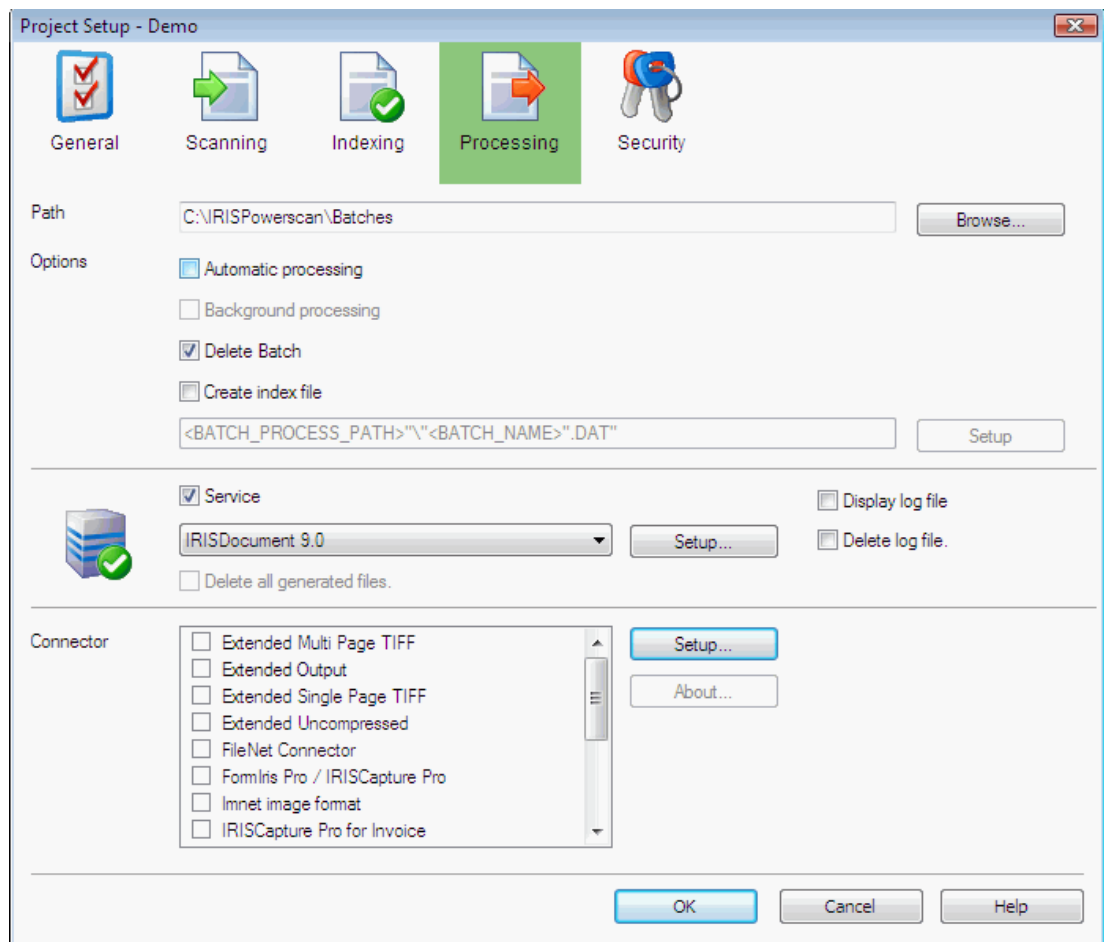 Project Setup - Demo
General Scanning Indexing Processing Security
Path C:\IRISPowerscan\Batches Browse...
Options Automatic processing
Background processing
Delete Batch
Create index file
<BATCH_PROCESS_PATH>"\"<BATCH_NAME>".DAT" Setup
Service Display log file
IRISDocument 9.0 Setup... Delete log file.
Delete all generated files.
Connector Extended Multi Page TIFF Setup...
Extended Output
Extended Single Page TIFF About...
Extended Uncompressed
FileNet Connector
FormIris Pro / IRISCapture Pro
Imnet image format
IRISCapture Pro for Invoice
OK Cancel Help